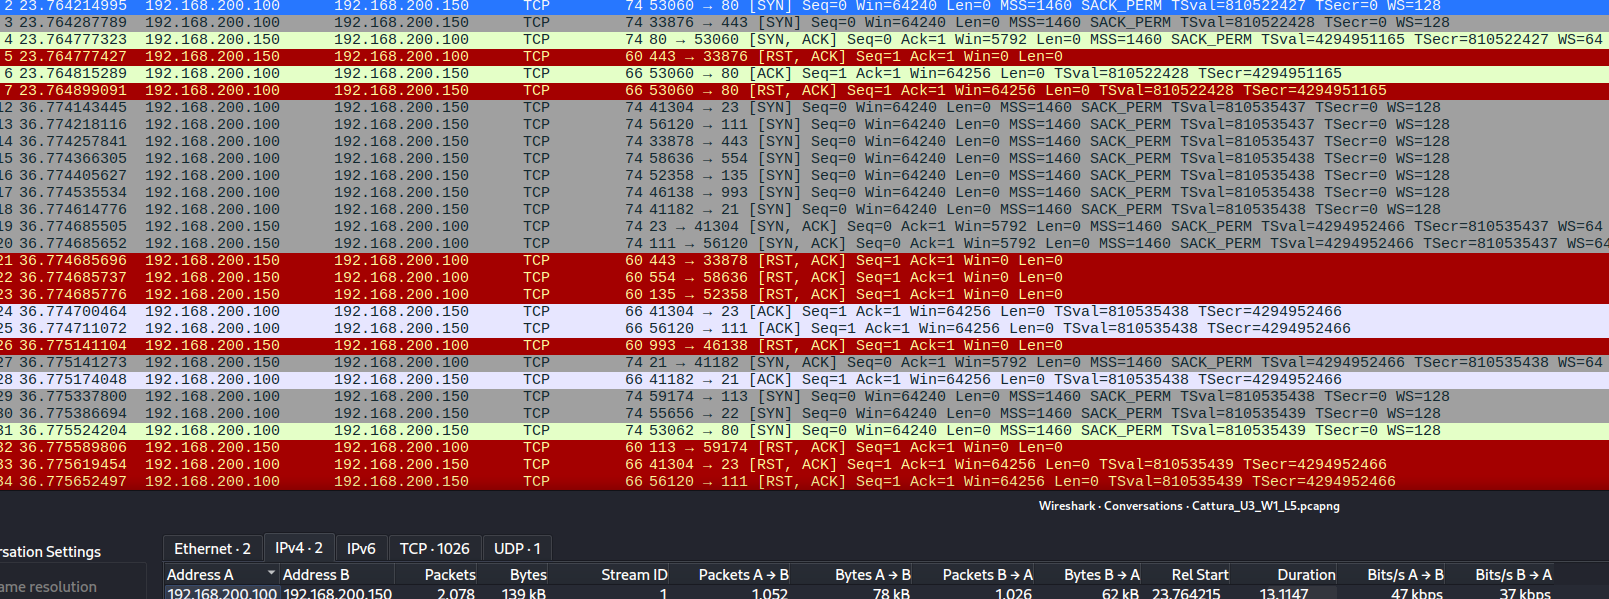 2 23.764214995 192.168.200.100 192.168.200.150 TCP 74 53060 → 80 [SYN] Seq=0 Win=64240 Len=0 MSS=1460 SACK_PERM TSval=810522427 TSecr=0 WS=128
3 23.764287789 192.168.200.100 192.168.200.150 TCP 74 33876 → 443 [SYN] Seq=0 Win=64240 Len=0 MSS=1460 SACK_PERM TSval=810522428 TSecr=0 WS=128
4 23.764777323 192.168.200.150 192.168.200.100 TCP 74 80 → 53060 [SYN, ACK] Seq=0 Ack=1 Win=5792 Len=0 MSS=1460 SACK_PERM TSval=4294951165 TSecr=810522427 WS=64
5 23.764777427 192.168.200.150 192.168.200.100 TCP 60 443 → 33876 [RST, ACK] Seq=1 Ack=1 Win=0 Len=0
6 23.764815289 192.168.200.100 192.168.200.150 TCP 66 53060 → 80 [ACK] Seq=1 Ack=1 Win=64256 Len=0 TSval=810522428 TSecr=4294951165
7 23.764899091 192.168.200.100 192.168.200.150 TCP 66 53060 → 80 [RST, ACK] Seq=1 Ack=1 Win=64256 Len=0 TSval=810522428 TSecr=4294951165
12 36.774143445 192.168.200.100 192.168.200.150 TCP 74 41304 → 23 [SYN] Seq=0 Win=64240 Len=0 MSS=1460 SACK_PERM TSval=810535437 TSecr=0 WS=128
13 36.774218116 192.168.200.100 192.168.200.150 TCP 74 56120 → 111 [SYN] Seq=0 Win=64240 Len=0 MSS=1460 SACK_PERM TSval=810535437 TSecr=0 WS=128
14 36.774257841 192.168.200.100 192.168.200.150 TCP 74 33878 → 443 [SYN] Seq=0 Win=64240 Len=0 MSS=1460 SACK_PERM TSval=810535437 TSecr=0 WS=128
15 36.774366305 192.168.200.100 192.168.200.150 TCP 74 58636 → 554 [SYN] Seq=0 Win=64240 Len=0 MSS=1460 SACK_PERM TSval=810535438 TSecr=0 WS=128
16 36.774405627 192.168.200.100 192.168.200.150 TCP 74 52358 → 135 [SYN] Seq=0 Win=64240 Len=0 MSS=1460 SACK_PERM TSval=810535438 TSecr=0 WS=128
17 36.774535534 192.168.200.100 192.168.200.150 TCP 74 46138 → 993 [SYN] Seq=0 Win=64240 Len=0 MSS=1460 SACK_PERM TSval=810535438 TSecr=0 WS=128
18 36.774614776 192.168.200.100 192.168.200.150 TCP 74 41182 → 21 [SYN] Seq=0 Win=64240 Len=0 MSS=1460 SACK_PERM TSval=810535438 TSecr=0 WS=128
19 36.774685505 192.168.200.150 192.168.200.100 TCP 74 23 → 41304 [SYN, ACK] Seq=0 Ack=1 Win=5792 Len=0 MSS=1460 SACK_PERM TSval=4294952466 TSecr=810535437 WS=64
20 36.774685652 192.168.200.150 192.168.200.100 TCP 74 111 → 56120 [SYN, ACK] Seq=0 Ack=1 Win=5792 Len=0 MSS=1460 SACK_PERM TSval=4294952466 TSecr=810535437 WS=64
21 36.774685696 192.168.200.150 192.168.200.100 TCP 60 443 → 33878 [RST, ACK] Seq=1 Ack=1 Win=0 Len=0
22 36.774685737 192.168.200.150 192.168.200.100 TCP 60 554 → 58636 [RST, ACK] Seq=1 Ack=1 Win=0 Len=0
23 36.774685776 192.168.200.150 192.168.200.100 TCP 60 135 → 52358 [RST, ACK] Seq=1 Ack=1 Win=0 Len=0
24 36.774700464 192.168.200.100 192.168.200.150 TCP 66 41304 → 23 [ACK] Seq=1 Ack=1 Win=64256 Len=0 TSval=810535438 TSecr=4294952466
25 36.774711072 192.168.200.100 192.168.200.150 TCP 66 56120 → 111 [ACK] Seq=1 Ack=1 Win=64256 Len=0 TSval=810535438 TSecr=4294952466
26 36.775141104 192.168.200.150 192.168.200.100 TCP 60 993 → 46138 [RST, ACK] Seq=1 Ack=1 Win=0 Len=0
27 36.775141273 192.168.200.150 192.168.200.100 TCP 74 21 → 41182 [SYN, ACK] Seq=0 Ack=1 Win=5792 Len=0 MSS=1460 SACK_PERM TSval=4294952466 TSecr=810535438 WS=64
28 36.775174048 192.168.200.100 192.168.200.150 TCP 66 41182 → 21 [ACK] Seq=1 Ack=1 Win=64256 Len=0 TSval=810535438 TSecr=4294952466
29 36.775337800 192.168.200.100 192.168.200.150 TCP 74 59174 → 113 [SYN] Seq=0 Win=64240 Len=0 MSS=1460 SACK_PERM TSval=810535438 TSecr=0 WS=128
30 36.775386694 192.168.200.100 192.168.200.150 TCP 74 55656 → 22 [SYN] Seq=0 Win=64240 Len=0 MSS=1460 SACK_PERM TSval=810535439 TSecr=0 WS=128
31 36.775524204 192.168.200.100 192.168.200.150 TCP 74 53062 → 80 [SYN] Seq=0 Win=64240 Len=0 MSS=1460 SACK_PERM TSval=810535439 TSecr=0 WS=128
32 36.775589806 192.168.200.150 192.168.200.100 TCP 60 113 → 59174 [RST, ACK] Seq=1 Ack=1 Win=0 Len=0
33 36.775619454 192.168.200.100 192.168.200.150 TCP 66 41304 → 23 [RST, ACK] Seq=1 Ack=1 Win=64256 Len=0 TSval=810535439 TSecr=4294952466
34 36.775652497 192.168.200.100 192.168.200.150 TCP 66 56120 → 111 [RST, ACK] Seq=1 Ack=1 Win=64256 Len=0 TSval=810535439 TSecr=4294952466
Wireshark · Conversations · Cattura_U3_W1_L5.pcapng
rsation Settings Ethernet · 2 IPv4 · 2 IPv6 TCP · 1026 UDP · 1
Address A Address B Packets Bytes Stream ID Packets A → B Bytes A → B Packets B → A Bytes B → A Rel Start Duration Bits/s A → B Bits/s B → A
ame resolution 192.168.200.100 192.168.200.150 2.078 139 kB 1 1.052 78 kB 1.026 62 kB 23.764215 13.1147 47 kbps 37 kbps